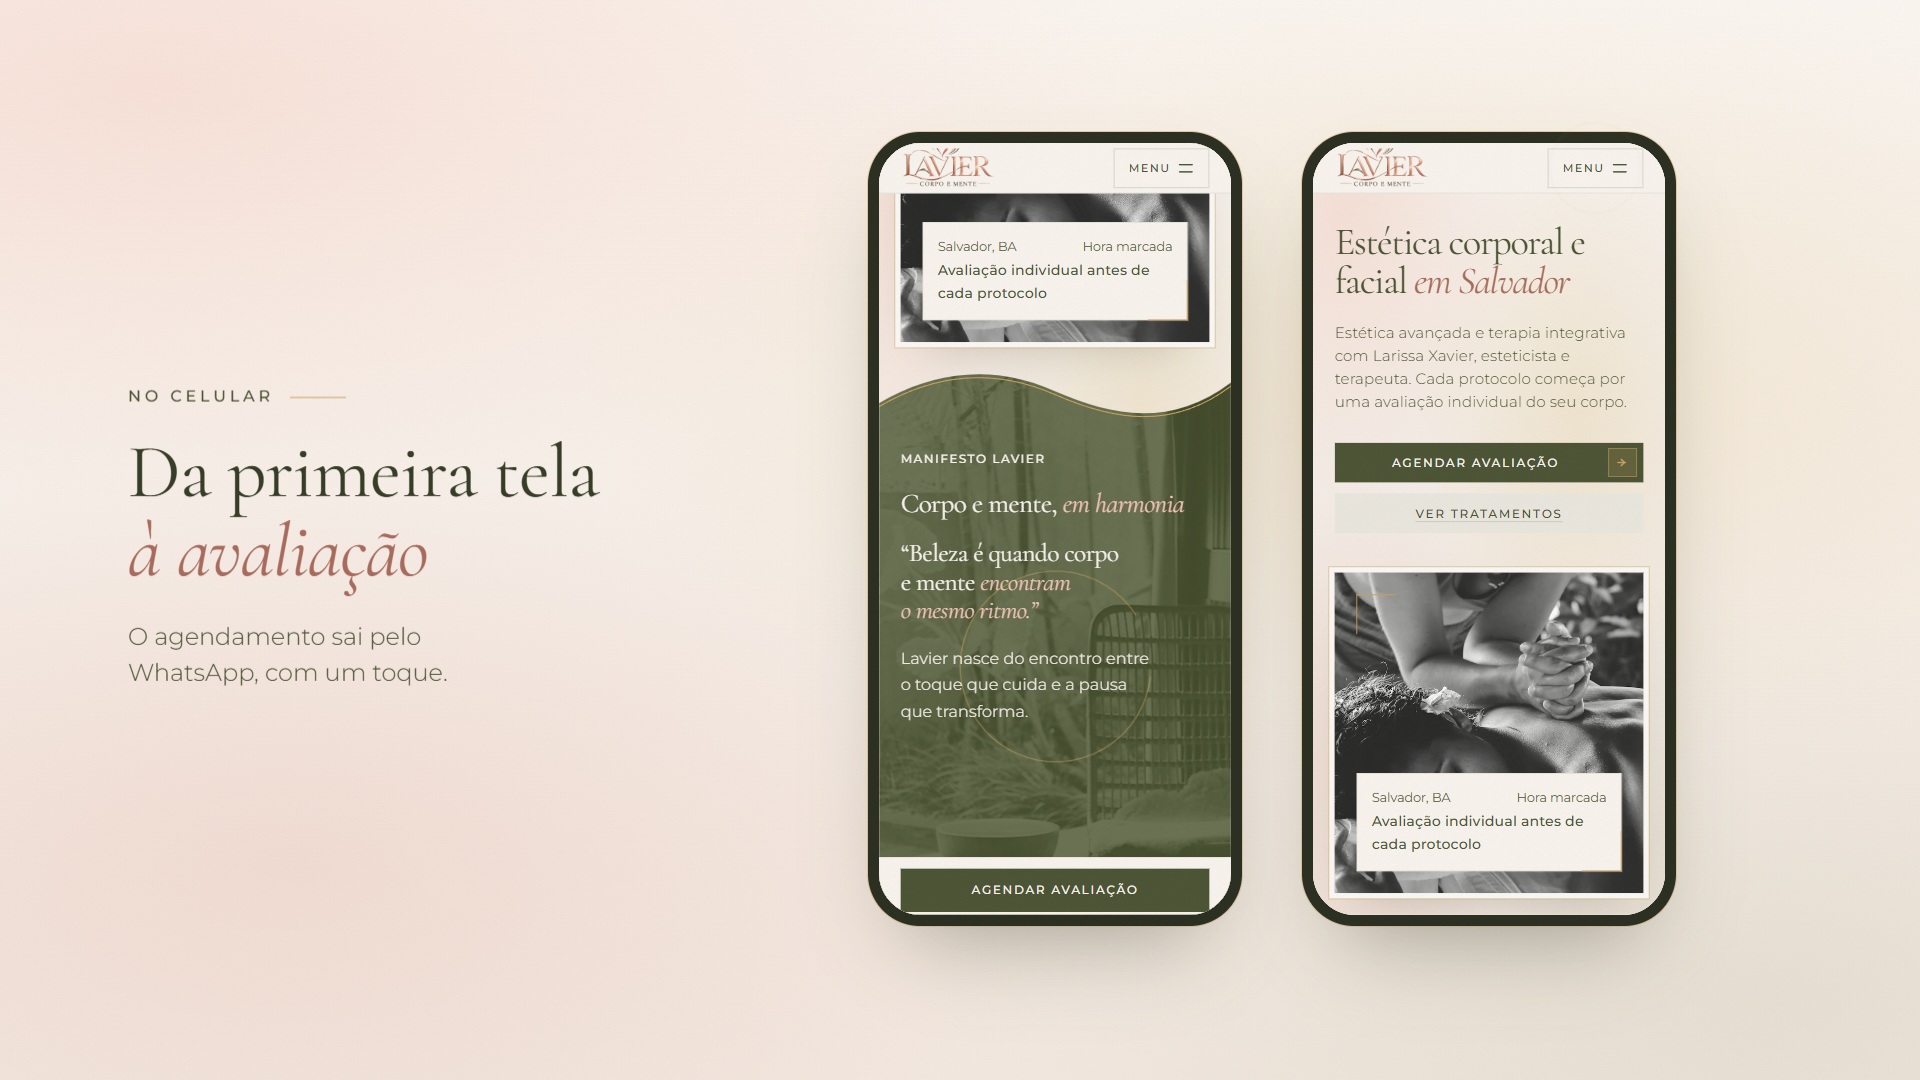 NO CELULAR
Da primeira tela
à avaliação
O agendamento sai pelo
WhatsApp, com um toque.
LAVIER
CORPO E MENTE
MENU
Salvador, BA
Hora marcada
Avaliação individual antes de
cada protocolo
MANIFESTO LAVIER
Corpo e mente, em harmonia
“Beleza é quando corpo
e mente encontram
o mesmo ritmo.”
Lavier nasce do encontro entre
o toque que cuida e a pausa
que transforma.
AGENDAR AVALIAÇÃO
LAVIER
CORPO E MENTE
MENU
Estética corporal e
facial em Salvador
Estética avançada e terapia integrativa
com Larissa Xavier, esteticista e
terapeuta. Cada protocolo começa por
uma avaliação individual do seu corpo.
AGENDAR AVALIAÇÃO
VER TRATAMENTOS
Salvador, BA
Hora marcada
Avaliação individual antes de
cada protocolo